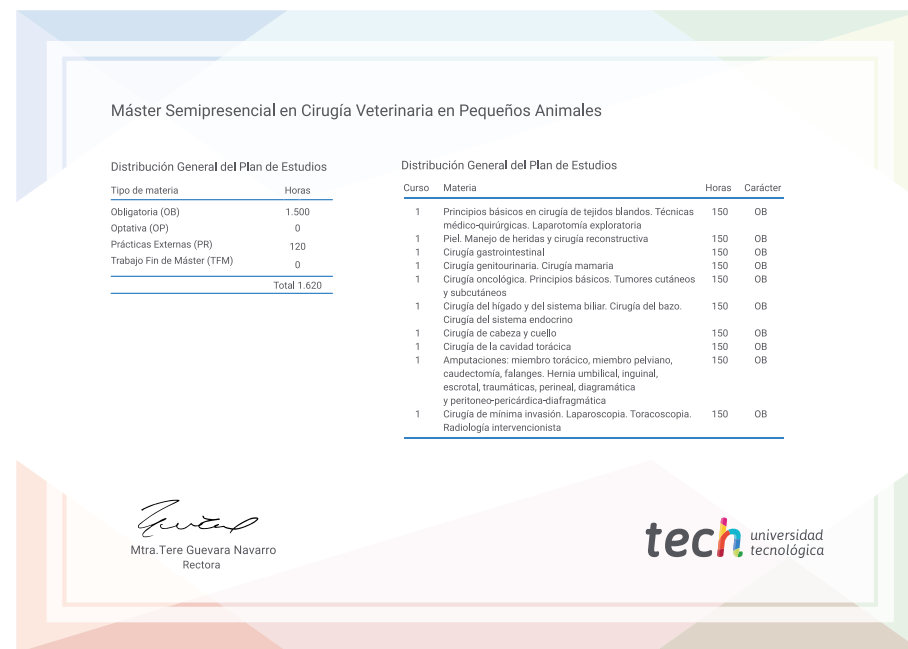 Máster Semipresencial en Cirugía Veterinaria en Pequeños Animales
Distribución General del Plan de Estudios
Tipo de materia Horas
Obligatoria (OB) 1.500
Optativa (OP) 0
Prácticas Externas (PR) 120
Trabajo Fin de Máster (TFM) 0
Total 1.620
Distribución General del Plan de Estudios
Curso Materia Horas Carácter
1 Principios básicos en cirugía de tejidos blandos. Técnicas 150 OB
médico-quirúrgicas. Laparotomía exploratoria
1 Piel. Manejo de heridas y cirugía reconstructiva 150 OB
1 Cirugía gastrointestinal 150 OB
1 Cirugía genitourinaria. Cirugía mamaria 150 OB
1 Cirugía oncológica. Principios básicos. Tumores cutáneos 150 OB
y subcutáneos
1 Cirugía del hígado y del sistema biliar. Cirugía del bazo. 150 OB
Cirugía del sistema endocrino
1 Cirugía de cabeza y cuello 150 OB
1 Cirugía de la cavidad torácica 150 OB
1 Amputaciones: miembro torácico, miembro pelviano, 150 OB
caudectomía, falanges. Hernia umbilical, inguinal,
escrotal, traumáticas, perineal, diagramática
y peritoneo-pericárdica-diafragmática
1 Cirugía de mínima invasión. Laparoscopia. Toracoscopia. 150 OB
Radiología intervencionista
Mtra.Tere Guevara Navarro
Rectora
tech universidad
tecnológica